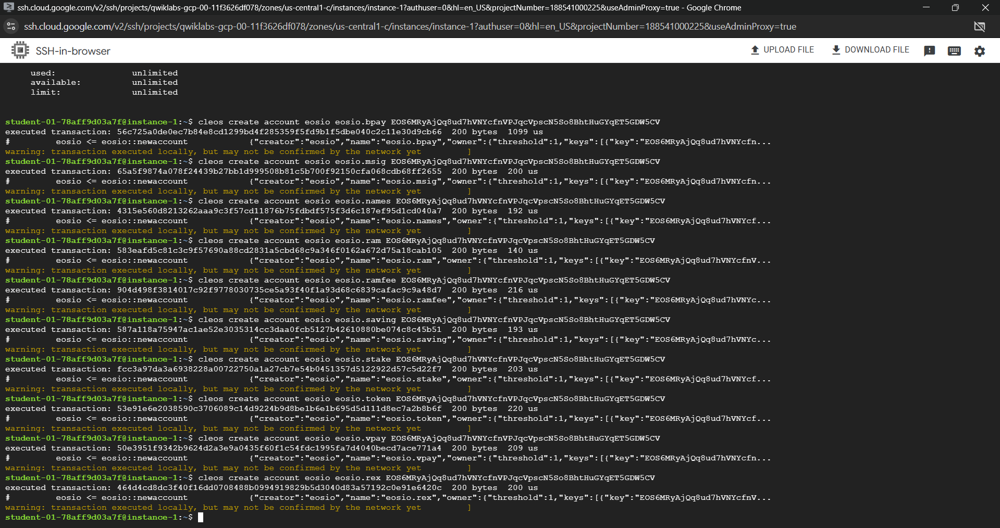 ssh.cloud.google.com/v2/ssh/projects/qwiklabs-gcp-00-11f3626df078/zones/us-central1-c/instances/instance-1?authuser=0&hl=en_US&projectNumber=188541000225&useAdminProxy=true - Google Chrome
ssh.cloud.google.com/v2/ssh/projects/qwiklabs-gcp-00-11f3626df078/zones/us-central1-c/instances/instance-1?authuser=0&hl=en_US&projectNumber=188541000225&useAdminProxy=true
SSH-in-browser UPLOAD FILE DOWNLOAD FILE
used: unlimited
available: unlimited
limit: unlimited
student-01-78aff9d03a7f@instance-1:~$ cleos create account eosio eosio.bpay EOS6MRyAjQq8ud7hVNYcfnVPJqcVpscN5So8BhtHuGYqET5GDW5CV
executed transaction: 56c725a0de0ec7b84e8cd1299bd4f285359f5fd9b1f5dbe040c2c11e30d9cb66 200 bytes 1099 us
# eosio <= eosio::newaccount {"creator":"eosio","name":"eosio.bpay","owner":{"threshold":1,"keys":[{"key":"EOS6MRyAjQq8ud7hVNYcfn...
warning: transaction executed locally, but may not be confirmed by the network yet ]
student-01-78aff9d03a7f@instance-1:~$ cleos create account eosio eosio.msig EOS6MRyAjQq8ud7hVNYcfnVPJqcVpscN5So8BhtHuGYqET5GDW5CV
executed transaction: 65a5f9874a078f24439b27bb1d999508b81c5b700f92150cfa068cdb68ff2655 200 bytes 200 us
# eosio <= eosio::newaccount {"creator":"eosio","name":"eosio.msig","owner":{"threshold":1,"keys":[{"key":"EOS6MRyAjQq8ud7hVNYcfn...
warning: transaction executed locally, but may not be confirmed by the network yet ]
student-01-78aff9d03a7f@instance-1:~$ cleos create account eosio eosio.names EOS6MRyAjQq8ud7hVNYcfnVPJqcVpscN5So8BhtHuGYqET5GDW5CV
executed transaction: 4315e560d8213262aaa9c3f57cd11876b75fdbdf575f3d6c187ef95d1cd040a7 200 bytes 192 us
# eosio <= eosio::newaccount {"creator":"eosio","name":"eosio.names","owner":{"threshold":1,"keys":[{"key":"EOS6MRyAjQq8ud7hVNYcf...
warning: transaction executed locally, but may not be confirmed by the network yet ]
student-01-78aff9d03a7f@instance-1:~$ cleos create account eosio eosio.ram EOS6MRyAjQq8ud7hVNYcfnVPJqcVpscN5So8BhtHuGYqET5GDW5CV
executed transaction: 583eafd5c81c3c9f57690a88cd2831a5cbd68c9a346f0162a672d75a18cab105 200 bytes 140 us
# eosio <= eosio::newaccount {"creator":"eosio","name":"eosio.ram","owner":{"threshold":1,"keys":[{"key":"EOS6MRyAjQq8ud7hVNYcfnV...
warning: transaction executed locally, but may not be confirmed by the network yet ]
student-01-78aff9d03a7f@instance-1:~$ cleos create account eosio eosio.ramfee EOS6MRyAjQq8ud7hVNYcfnVPJqcVpscN5So8BhtHuGYqET5GDW5CV
executed transaction: 904d498f3814017c92f9778030735ce5a93f40f1a93d68c6839cafac9c9a48d7 200 bytes 216 us
# eosio <= eosio::newaccount {"creator":"eosio","name":"eosio.ramfee","owner":{"threshold":1,"keys":[{"key":"EOS6MRyAjQq8ud7hVNYc...
warning: transaction executed locally, but may not be confirmed by the network yet ]
student-01-78aff9d03a7f@instance-1:~$ cleos create account eosio eosio.saving EOS6MRyAjQq8ud7hVNYcfnVPJqcVpscN5So8BhtHuGYqET5GDW5CV
executed transaction: 587a118a75947ac1ae52e3035314cc3daa0fcb5127b42610880be074c8c45b51 200 bytes 193 us
# eosio <= eosio::newaccount {"creator":"eosio","name":"eosio.saving","owner":{"threshold":1,"keys":[{"key":"EOS6MRyAjQq8ud7hVNYc...
warning: transaction executed locally, but may not be confirmed by the network yet ]
student-01-78aff9d03a7f@instance-1:~$ cleos create account eosio eosio.stake EOS6MRyAjQq8ud7hVNYcfnVPJqcVpscN5So8BhtHuGYqET5GDW5CV
executed transaction: fcc3a97da3a6938228a00722750a1a27cb7e54b0451357d5122922d57c5d22f7 200 bytes 203 us
# eosio <= eosio::newaccount {"creator":"eosio","name":"eosio.stake","owner":{"threshold":1,"keys":[{"key":"EOS6MRyAjQq8ud7hVNYcf...
warning: transaction executed locally, but may not be confirmed by the network yet ]
student-01-78aff9d03a7f@instance-1:~$ cleos create account eosio eosio.token EOS6MRyAjQq8ud7hVNYcfnVPJqcVpscN5So8BhtHuGYqET5GDW5CV
executed transaction: 53e91e6e2038590c3706089c14d9224b9d8be1b6e1b695d5d111d8ec7a2b8b6f 200 bytes 220 us
# eosio <= eosio::newaccount {"creator":"eosio","name":"eosio.token","owner":{"threshold":1,"keys":[{"key":"EOS6MRyAjQq8ud7hVNYcf...
warning: transaction executed locally, but may not be confirmed by the network yet ]
student-01-78aff9d03a7f@instance-1:~$ cleos create account eosio eosio.vpay EOS6MRyAjQq8ud7hVNYcfnVPJqcVpscN5So8BhtHuGYqET5GDW5CV
executed transaction: 50e3951f9342b9624d2a3e9a0435f60f1c54fdc1995fa7d4040becd7ace771a4 200 bytes 209 us
# eosio <= eosio::newaccount {"creator":"eosio","name":"eosio.vpay","owner":{"threshold":1,"keys":[{"key":"EOS6MRyAjQq8ud7hVNYcfn...
warning: transaction executed locally, but may not be confirmed by the network yet ]
student-01-78aff9d03a7f@instance-1:~$ cleos create account eosio eosio.rex EOS6MRyAjQq8ud7hVNYcfnVPJqcVpscN5So8BhtHuGYqET5GDW5CV
executed transaction: 464d4cd8dc3f40f16dd0708488b0994919829b5d3040d83a57192c0e91e6420c 200 bytes 200 us
# eosio <= eosio::newaccount {"creator":"eosio","name":"eosio.rex","owner":{"threshold":1,"keys":[{"key":"EOS6MRyAjQq8ud7hVNYcfnV...
warning: transaction executed locally, but may not be confirmed by the network yet ]
student-01-78aff9d03a7f@instance-1:~$